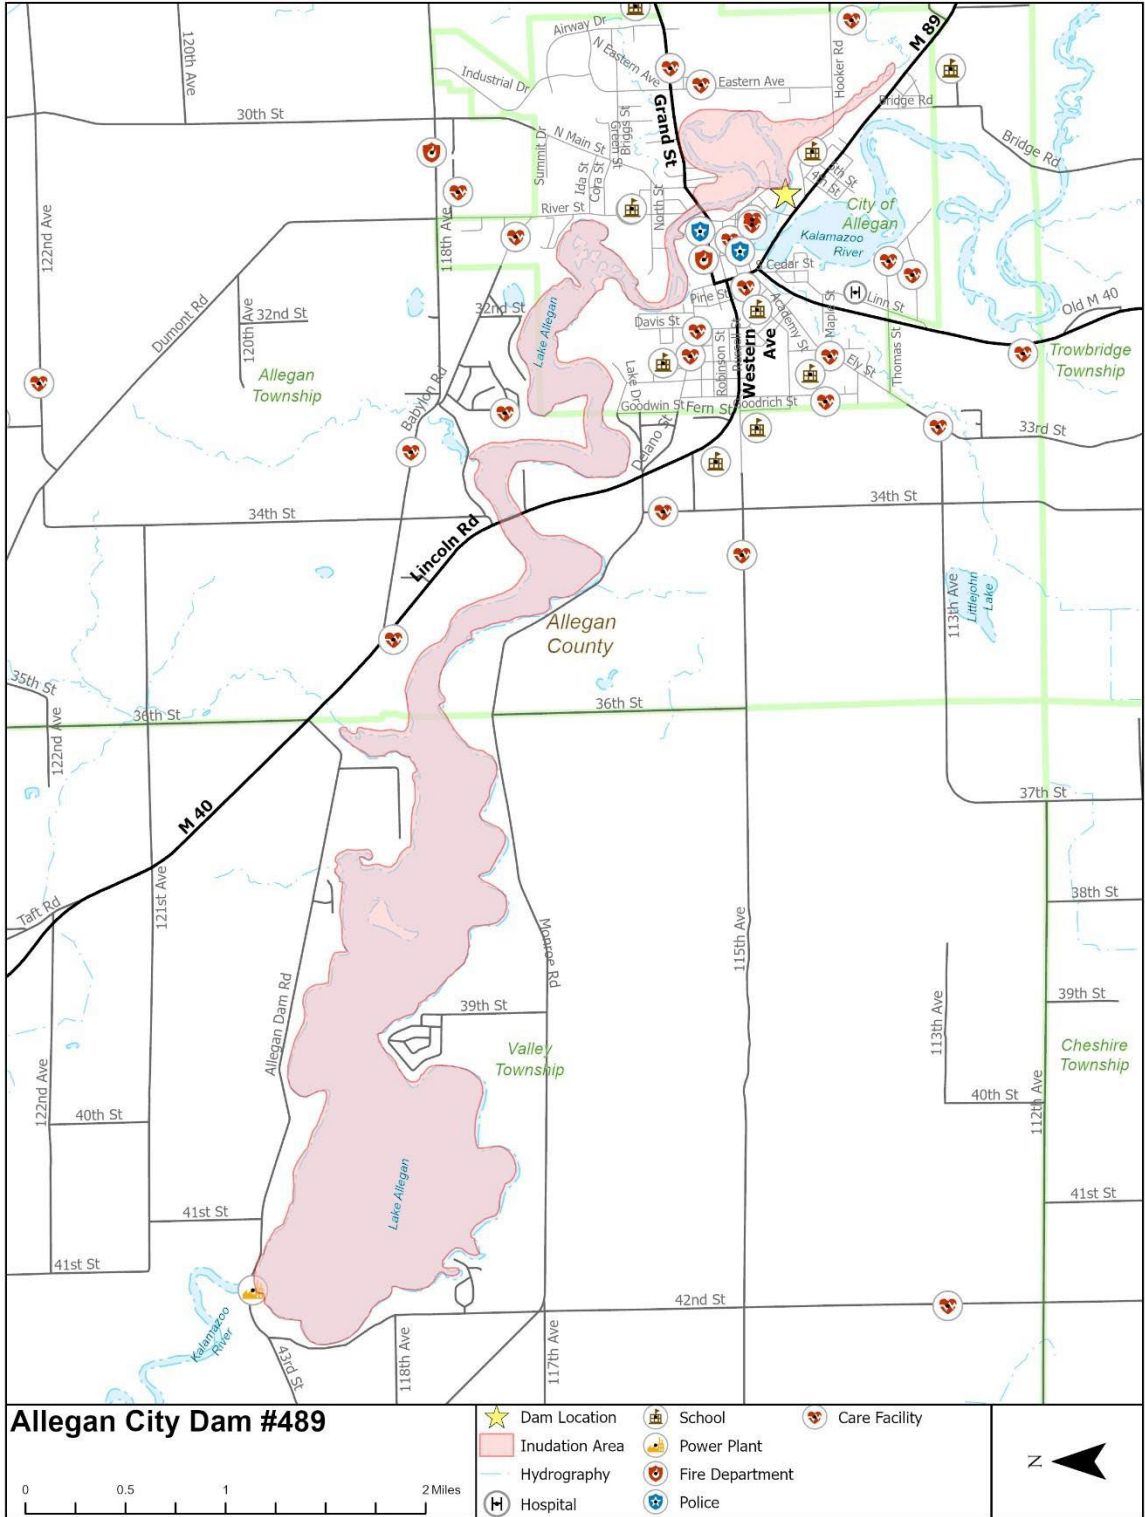 Airway Dr
M 89
120th Ave
N Eastern Ave
Eastern Ave
Hooker Rd
Industrial Dr
Grand St
Bridge Rd
30th St
Briggs St
Green St
N Main St
Summit Dr
Bridge Rd
Ida St
Cora St
5th St
4th St
122nd Ave
118th Ave
River St
North St
City of
Allegan
Kalamazoo
River
S Cedar St
Dumont Rd
120th Ave
32nd St
32nd St
Lake Allegan
Pine St
Linn St
Old M 40
Davis St
Academy St
Maple St
Thomas St
Trowbridge
Township
Allegan
Township
Babylon Rd
Lake Dr
Robinson St
Russell St
Western
Ave
Ely St
Goodwin St
Fern St
Goodrich St
Delano St
33rd St
34th St
34th St
Lincoln Rd
113th Ave
Littlejohn
Lake
Allegan
County
35th St
36th St
36th St
122nd Ave
37th St
M 40
Taft Rd
121st Ave
38th St
Monroe Rd
115th Ave
Allegan Dam Rd
39th St
39th St
113th Ave
Valley
Township
Cheshire
Township
122nd Ave
40th St
40th St
112th Ave
Lake Allegan
41st St
41st St
41st St
Kalamazoo
River
42nd St
43rd St
118th Ave
117th Ave
Allegan City Dam #489
Dam Location
School
Care Facility
Inudation Area
Power Plant
Hydrography
Fire Department
Hospital
Police
0 0.5 1 2 Miles
N